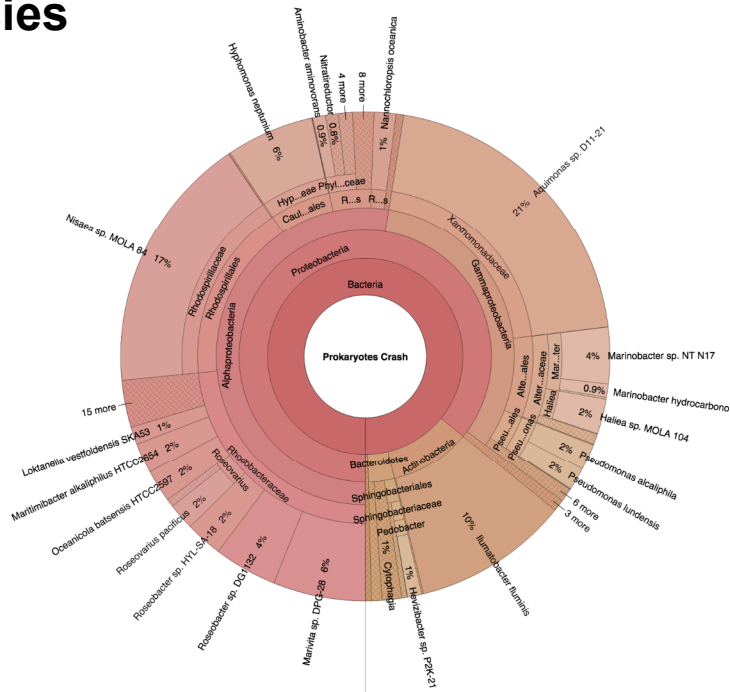 ies
Hyphomonas neptunium 6%
Aminobacter aminovorans 0.9%
Nitratireductor 0.8%
4 more
8 more
Nannochloropsis oceanica 1%
21% Aquimonas sp. D11-21
Nisaea sp. MOLA 84 17%
Hyp...eae
Phyl...ceae
Caul...ales
R...s
R...s
Xanthomonadaceae
Rhodospirillaceae
Rhodospirillales
Proteobacteria
Gammaproteobacteria
Bacteria
Alphaproteobacteria
Prokaryotes Crash
4% Marinobacter sp. NT N17
0.9% Marinobacter hydrocarbono
2% Haliea sp. MOLA 104
Alte...ales
Alter...aceae
Mar...ter
Haliea
Pseu...ales
Pseu...onas
2% Pseudomonas alcaliphila
2% Pseudomonas lundensis
6 more
3 more
15 more
Loktanella vestfoldensis SKA53 1%
Maritimibacter alkaliphilus HTCC2654 2%
Oceanicola batsensis HTCC2597 2%
Roseovarius pacificus 2%
Roseobacter sp. HYL-SA-18 2%
Roseobacter sp. DG1132 4%
Marivita sp. DPG-28 6%
Roseovarius
Rhodobacteraceae
Bacteroidetes
Actinobacteria
Sphingobacteriales
Sphingobacteriaceae
Pedobacter
1% Cytophagia
1% Hevizibacter sp. P2K-21
10% Ilumatobacter fluminis